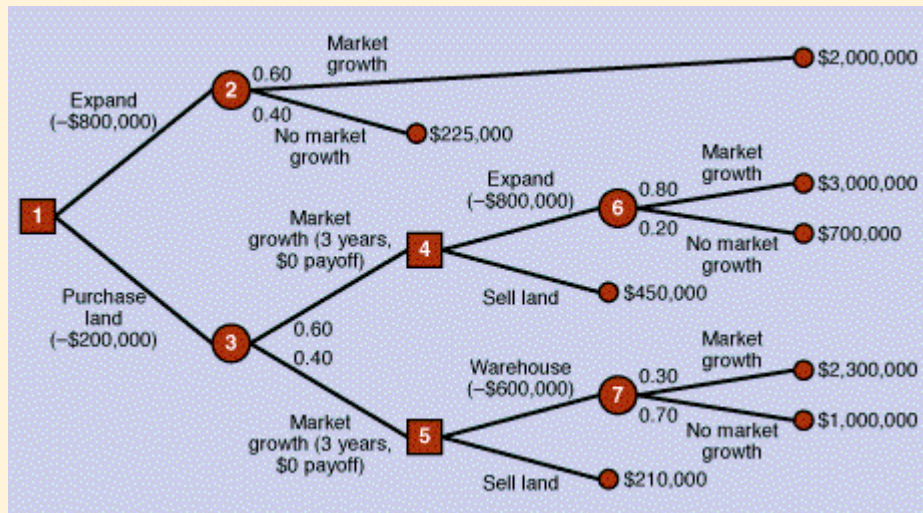 Market
growth
$2,000,000
0.60
2
Expand
(–$800,000)
0.40
No market
growth
$225,000
1
Market
growth (3 years,
$0 payoff)
4
Expand
(–$800,000)
6
0.80
Market
growth
$3,000,000
0.20
No market
growth
$700,000
Sell land
$450,000
Purchase
land
(–$200,000)
3
0.60
0.40
Market
growth (3 years,
$0 payoff)
5
Warehouse
(–$600,000)
7
0.30
Market
growth
$2,300,000
0.70
No market
growth
$1,000,000
Sell land
$210,000